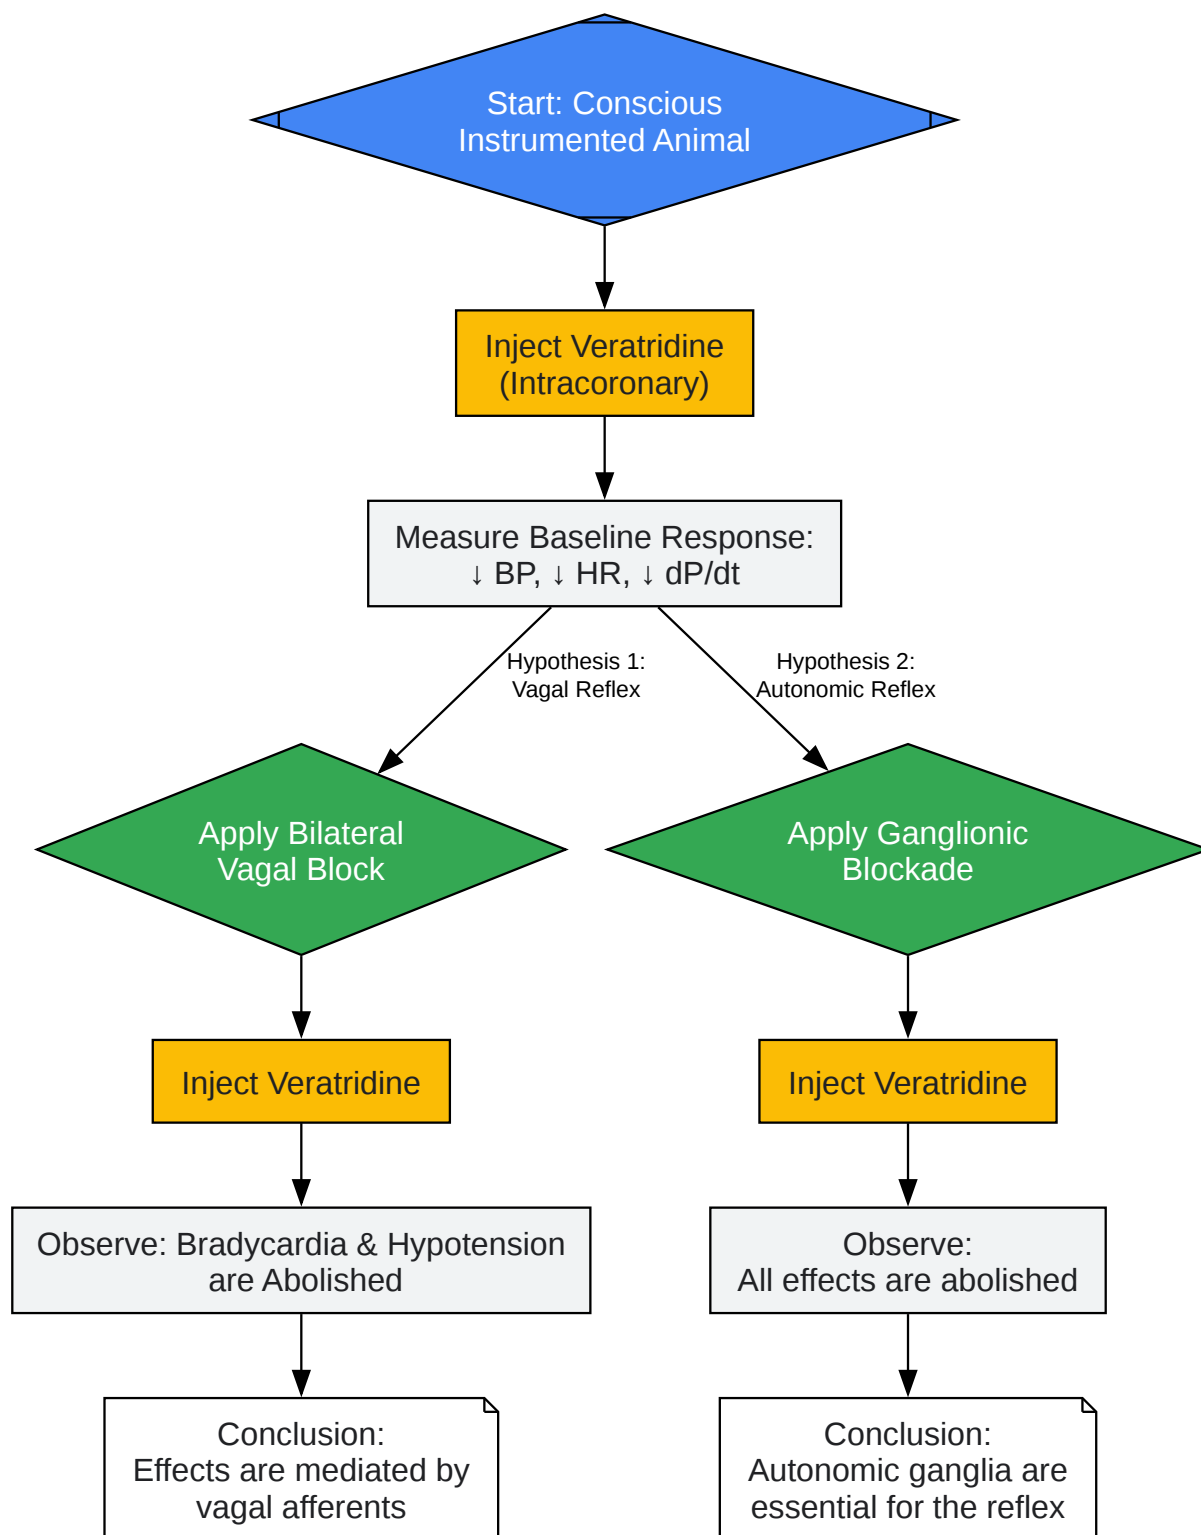 Start: Conscious
Instrumented Animal
Inject Veratridine
(Intracoronary)
Measure Baseline Response:
↓ BP, ↓ HR, ↓ dP/dt
Hypothesis 1:
Vagal Reflex
Hypothesis 2:
Autonomic Reflex
Apply Bilateral
Vagal Block
Apply Ganglionic
Blockade
Inject Veratridine
Inject Veratridine
Observe: Bradycardia & Hypotension
are Abolished
Observe:
All effects are abolished
Conclusion:
Effects are mediated by
vagal afferents
Conclusion:
Autonomic ganglia are
essential for the reflex